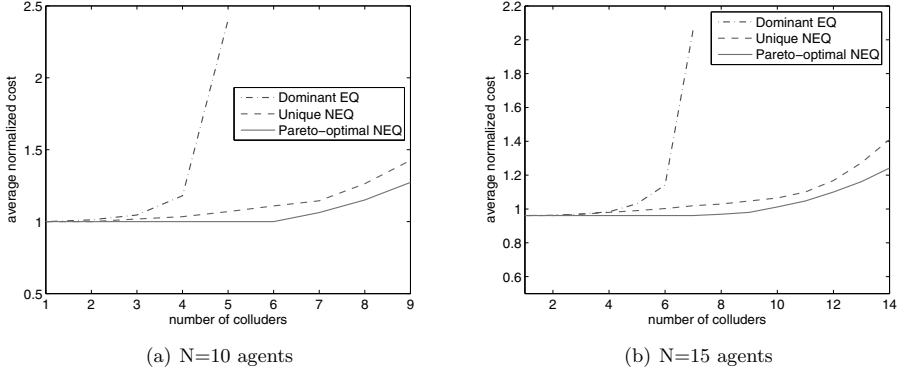 2.5
2
1.5
1
0.5
average normalized cost
Dominant EQ
Unique NEQ
Pareto-optimal NEQ
1 2 3 4 5 6 7 8 9
number of colluders
(a) N=10 agents
2.2
2
1.8
1.6
1.4
1.2
1
0.8
0.6
average normalized cost
Dominant EQ
Unique NEQ
Pareto-optimal NEQ
2 4 6 8 10 12 14
number of colluders
(b) N=15 agents